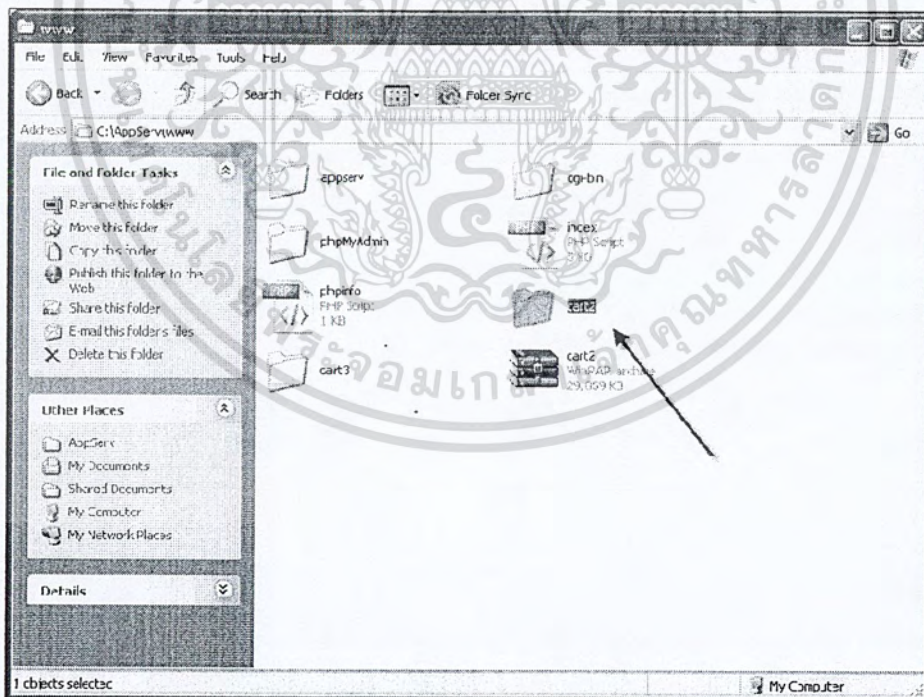 www
File Edit View Favorites Tools Help
Back Search Folders Folder Sync
Address C:\AppServ\www Go
File and Folder Tasks
Rename this folder
Move this folder
Copy this folder
Publish this folder to the
Web
Share this folder
E-mail this folder's files
Delete this folder
Other Places
AppServ
My Documents
Shared Documents
My Computer
My Network Places
Details
appserv
cgi-bin
phpMyAdmin
index
PHP Script
phpinfo
PHP Script
1 KB
cart2
cart3
cart2
WinRAR archive
1 objects selected
My Computer